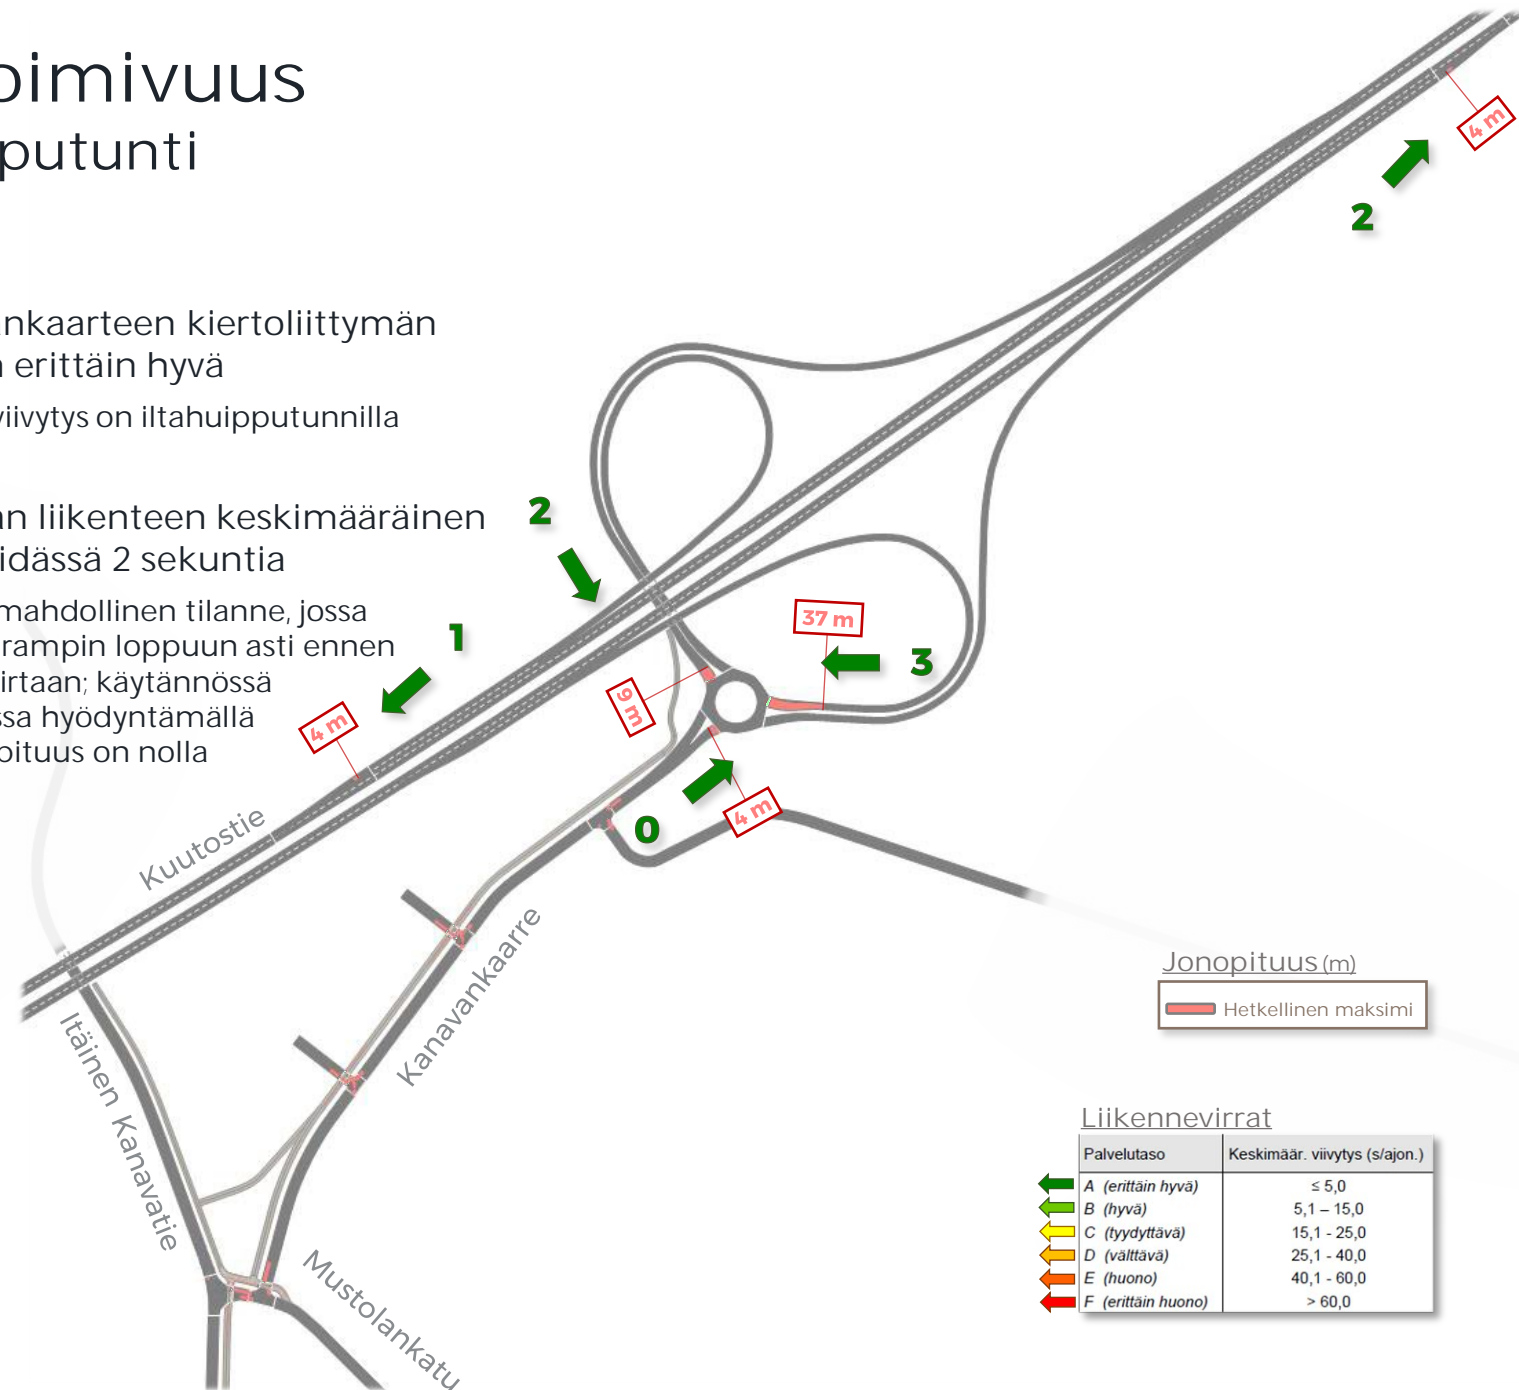 oimivuus
putunti
nkaarteen kiertoliittymän
n erittäin hyvä
viivytys on iltahuipputunnilla
an liikenteen keskimääräinen
idässä 2 sekuntia
mahdollinen tilanne, jossa
rampin loppuun asti ennen
irtaan; käytännössä
ssa hyödyntämällä
pituus on nolla
4 m
2
2
1
4 m
37 m
3
9 m
0
4 m
Kuutostie
Kanavankaarre
Itäinen Kanavatie
Mustolankatu
Jonopituus (m)
Hetkellinen maksimi
Liikennevirrat
Palvelutaso Keskimäär. viivytys (s/ajon.)
A (erittäin hyvä) ≤ 5,0
B (hyvä) 5,1 – 15,0
C (tyydyttävä) 15,1 - 25,0
D (välttävä) 25,1 - 40,0
E (huono) 40,1 - 60,0
F (erittäin huono) > 60,0